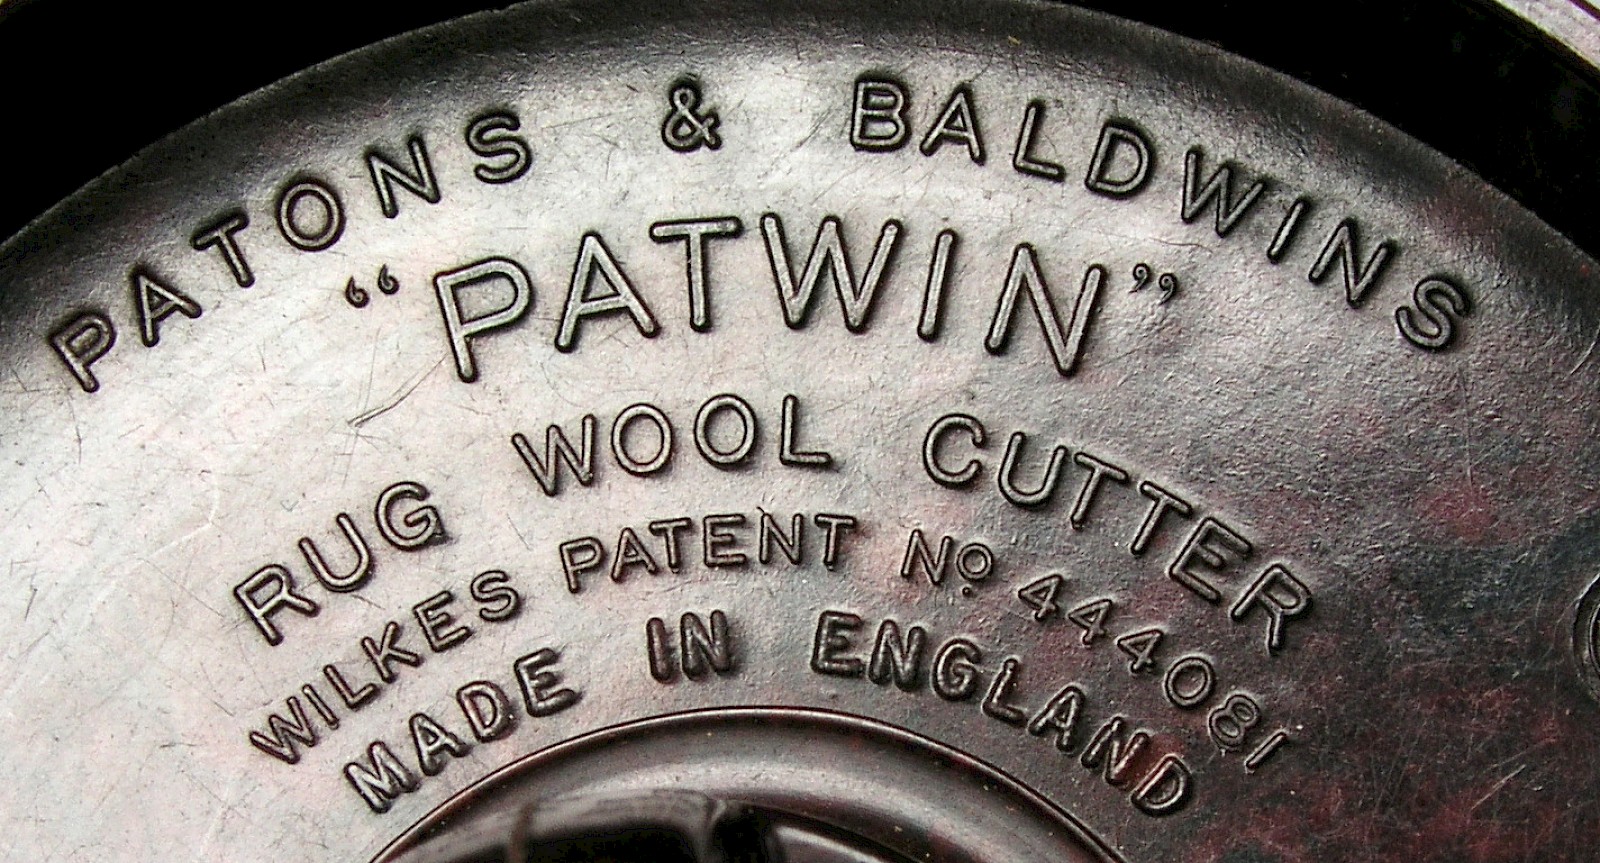 PATONS & BALDWINS
“PATWIN”
RUG WOOL CUTTER
WILKES PATENT Nº 444081
MADE IN ENGLAND